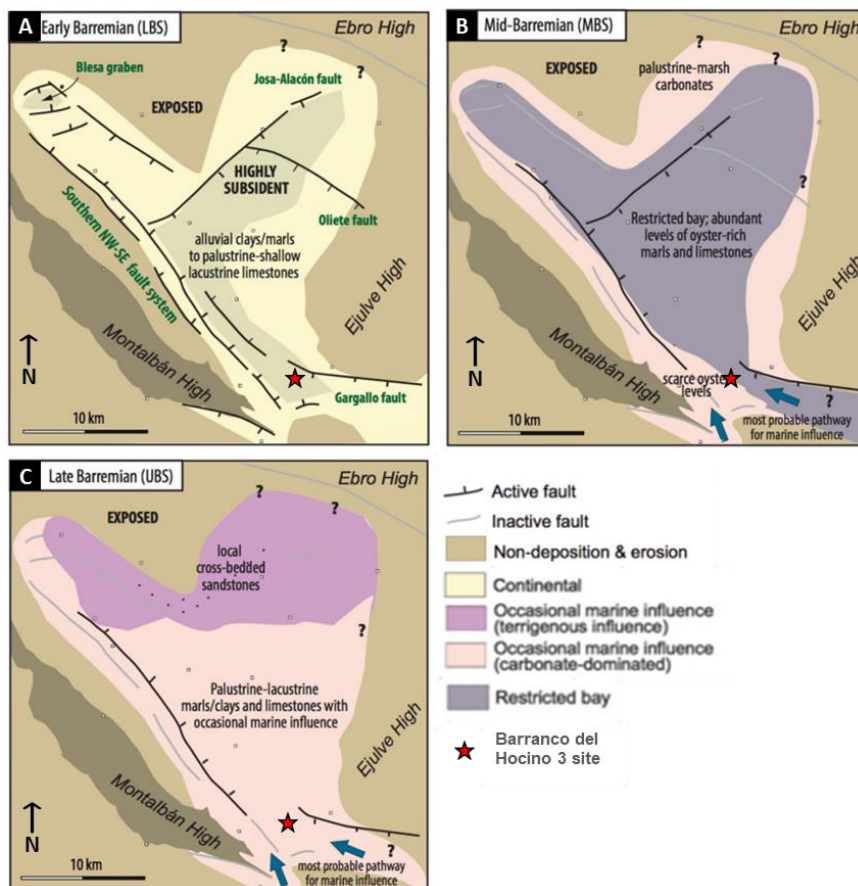 A Early Barremian (LBS)
Ebro High
?
Blesa graben
EXPOSED
Josa-Alacón fault
?
HIGHLY
SUBSIDENT
Oliete fault
alluvial clays/marls
to palustrine-shallow
lacustrine limestones
Southern NW-SE fault system
Ejulve High
Montalbán High
N
Gargallo fault
10 km
B Mid-Barremian (MBS)
Ebro High
?
EXPOSED
palustrine-marsh
carbonates
?
?
Restricted bay; abundant
levels of oyster-rich
marls and limestones
Ejulve High
Montalbán High
N
scarce oyster
levels
?
most probable pathway
for marine influence
10 km
C Late Barremian (UBS)
Ebro High
?
EXPOSED
?
local
cross-bedded
sandstones
?
Palustrine-lacustrine
marls/clays and limestones with
occasional marine influence
Ejulve High
Montalbán High
N
?
most probable pathway
for marine influence
10 km
Active fault
Inactive fault
Non-deposition & erosion
Continental
Occasional marine influence
(terrigenous influence)
Occasional marine influence
(carbonate-dominated)
Restricted bay
Barranco del
Hocino 3 site